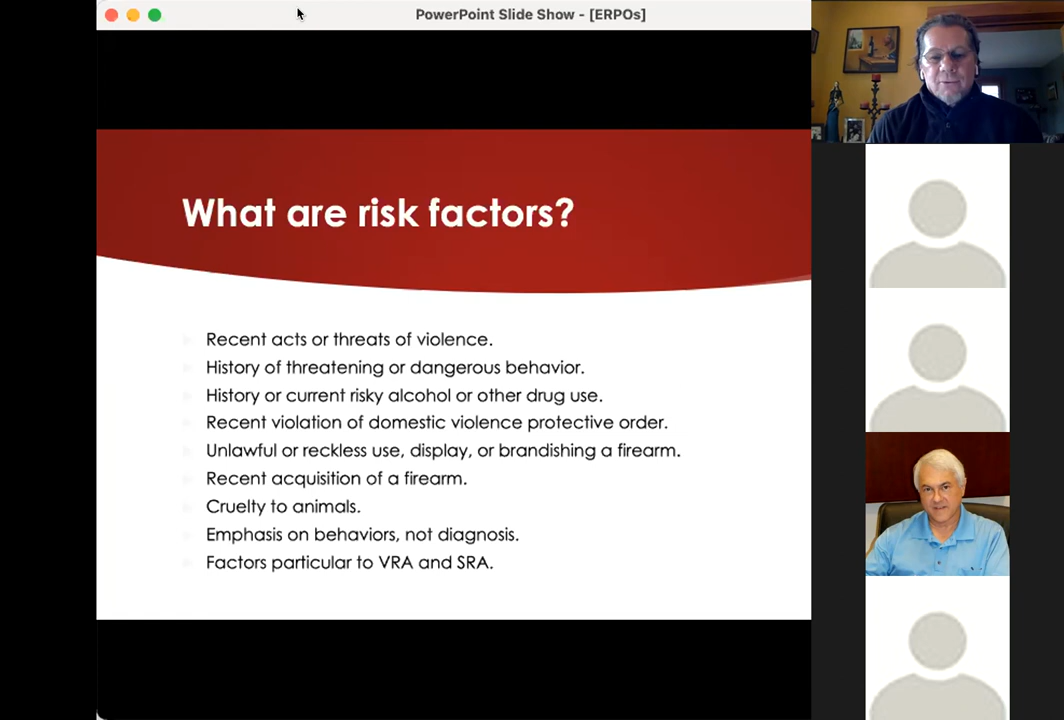 PowerPoint Slide Show - [ERPOs]
What are risk factors?
Recent acts or threats of violence.
History of threatening or dangerous behavior.
History or current risky alcohol or other drug use.
Recent violation of domestic violence protective order.
Unlawful or reckless use, display, or brandishing a firearm.
Recent acquisition of a firearm.
Cruelty to animals.
Emphasis on behaviors, not diagnosis.
Factors particular to VRA and SRA.